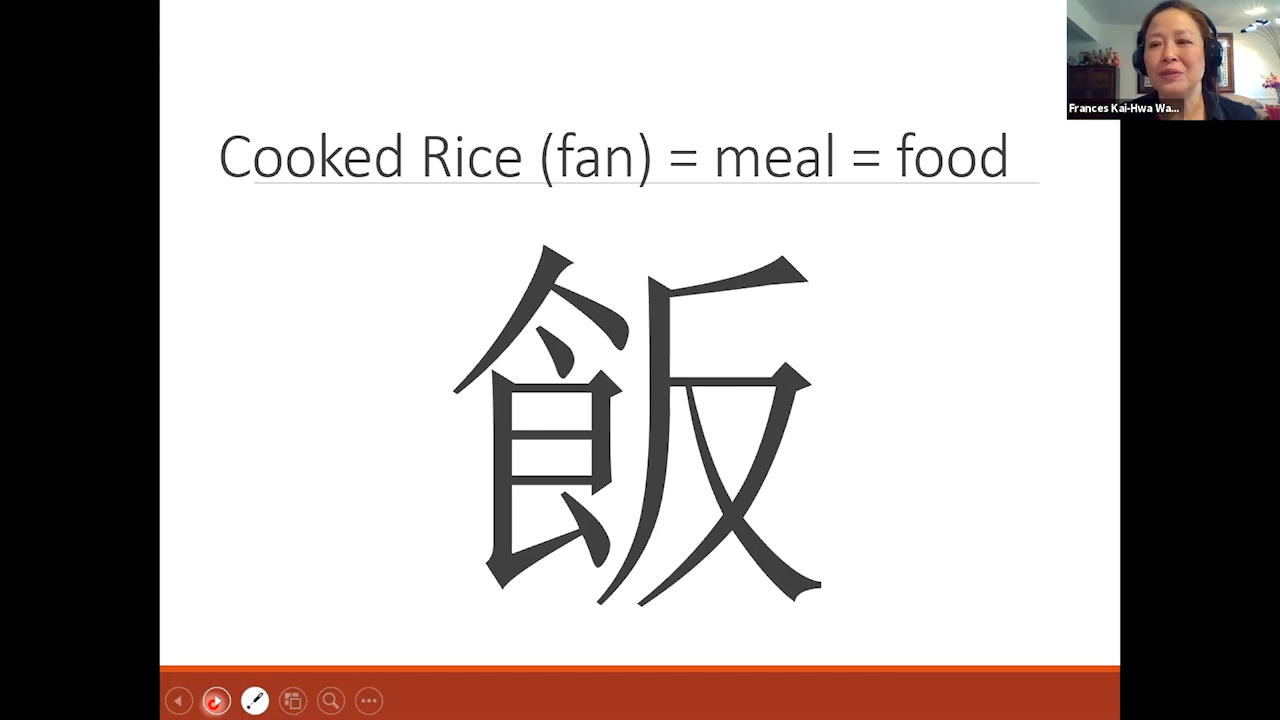 Frances Kai-Hwa Wa...
Cooked Rice (fan) = meal = food
飯